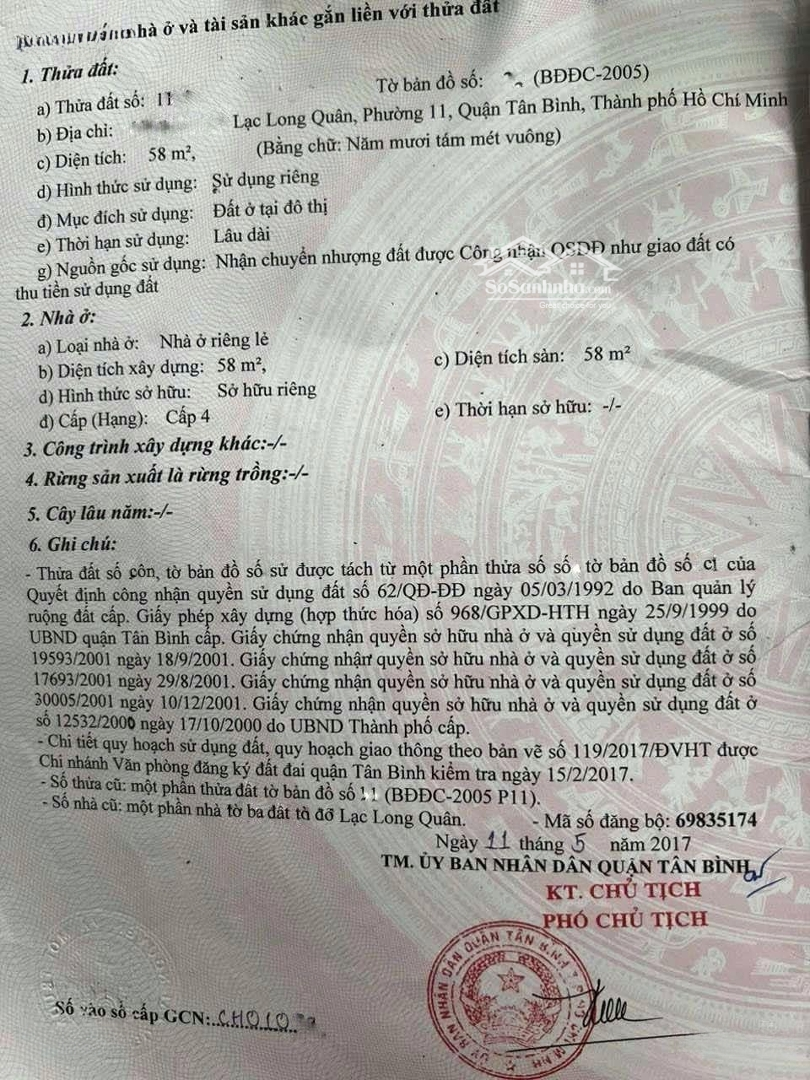 nhà ở và tài sản khác gắn liền với thửa đất
1. Thửa đất:
a) Thửa đất số: 11
Tờ bản đồ số: (BĐĐC-2005)
b) Địa chỉ: Lạc Long Quân, Phường 11, Quận Tân Bình, Thành phố Hồ Chí Minh
c) Diện tích: 58 m², (Bằng chữ: Năm mươi tám mét vuông)
d) Hình thức sử dụng: Sử dụng riêng
đ) Mục đích sử dụng: Đất ở tại đô thị
e) Thời hạn sử dụng: Lâu dài
g) Nguồn gốc sử dụng: Nhận chuyển nhượng đất được Công nhận QSDĐ như giao đất có
thu tiền sử dụng đất
SoSanhNha.com
2. Nhà ở:
a) Loại nhà ở: Nhà ở riêng lẻ
b) Diện tích xây dựng: 58 m²,
c) Diện tích sàn: 58 m²
d) Hình thức sở hữu: Sở hữu riêng
đ) Cấp (Hạng): Cấp 4
e) Thời hạn sở hữu: -/-
3. Công trình xây dựng khác:-/-
4. Rừng sản xuất là rừng trồng:-/-
5. Cây lâu năm:-/-
6. Ghi chú:
- Thửa đất số côn, tờ bản đồ số sử được tách từ một phần thửa số số tờ bản đồ số c1 của
Quyết định công nhận quyền sử dụng đất số 62/QĐ-ĐĐ ngày 05/03/1992 do Ban quản lý
ruộng đất cấp. Giấy phép xây dựng (hợp thức hóa) số 968/GPXD-HTH ngày 25/9/1999 do
UBND quận Tân Bình cấp. Giấy chứng nhận quyền sở hữu nhà ở và quyền sử dụng đất ở số
19593/2001 ngày 18/9/2001. Giấy chứng nhận quyền sở hữu nhà ở và quyền sử dụng đất ở số
17693/2001 ngày 29/8/2001. Giấy chứng nhận quyền sở hữu nhà ở và quyền sử dụng đất ở số
30005/2001 ngày 10/12/2001. Giấy chứng nhận quyền sở hữu nhà ở và quyền sử dụng đất ở
số 12532/2000 ngày 17/10/2000 do UBND Thành phố cấp.
- Chi tiết quy hoạch sử dụng đất, quy hoạch giao thông theo bản vẽ số 119/2017/ĐVHT được
Chi nhánh Văn phòng đăng ký đất đai quận Tân Bình kiểm tra ngày 15/2/2017.
- Số thửa cũ: một phần thửa đất tờ bản đồ số 11 (BĐĐC-2005 P11).
- Số nhà cũ: một phần nhà tờ ba đât tà đỡ Lạc Long Quân.
- Mã số đăng bộ: 69835174
Ngày 11 tháng 5 năm 2017
TM. ỦY BAN NHÂN DÂN QUẬN TÂN BÌNH
KT. CHỦ TỊCH
PHÓ CHỦ TỊCH
ỦY BAN NHÂN DÂN QUẬN TÂN BÌNH
Số vào sổ cấp GCN: CH010